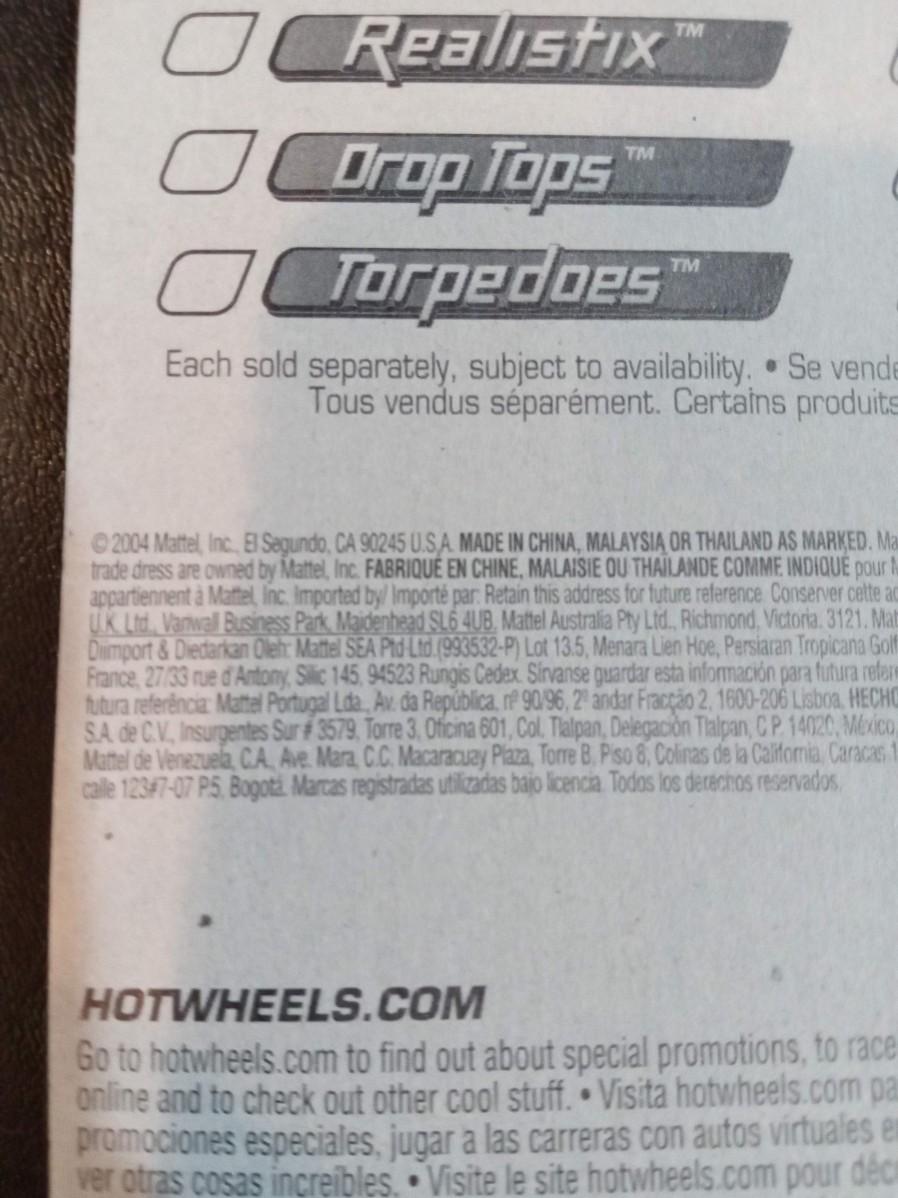 Realistix™
Drop Tops™
Torpedoes™
Each sold separately, subject to availability. • Se vende
Tous vendus séparément. Certains produits
© 2004 Mattel, Inc., El Segundo, CA 90245 U.S.A. MADE IN CHINA, MALAYSIA OR THAILAND AS MARKED. Ma
trade dress are owned by Mattel, Inc. FABRIQUÉ EN CHINE, MALAISIE OU THAILANDE COMME INDIQUÉ pour M
appartiennent à Mattel, Inc. Imported by/ Importé par: Retain this address for future reference. Conserver cette ad
U.K. Ltd., Vanwall Business Park, Maidenhead SL6 4UB. Mattel Australia Pty Ltd., Richmond, Victoria. 3121. Mat
Diimport & Diedarkan Oleh: Mattel SEA Ptd Ltd.(993532-P) Lot 13.5, Menara Lien Hoe, Persiaran Tropicana Golf
France, 27/33 rue d'Antony, Silic 145, 94523 Rungis Cedex. Sírvanse guardar esta información para futura refere
futura referência: Mattel Portugal Lda., Av. da República, nº 90/96, 2º andar Fracção 2, 1600-206 Lisboa. HECHO
S.A. de C.V., Insurgentes Sur # 3579, Torre 3, Oficina 601, Col. Tlalpan, Delegación Tlalpan, C.P. 14020, México,
Mattel de Venezuela, C.A., Ave. Mara, C.C. Macaracuay Plaza, Torre B, Piso 8, Colinas de la California, Caracas 1
calle 123#7-07 P.5, Bogotá. Marcas registradas utilizadas bajo licencia. Todos los derechos reservados.
HOTWHEELS.COM
Go to hotwheels.com to find out about special promotions, to race
online and to check out other cool stuff. • Visita hotwheels.com pa
promociones especiales, jugar a las carreras con autos virtuales e
ver otras cosas increíbles. • Visite le site hotwheels.com pour déc